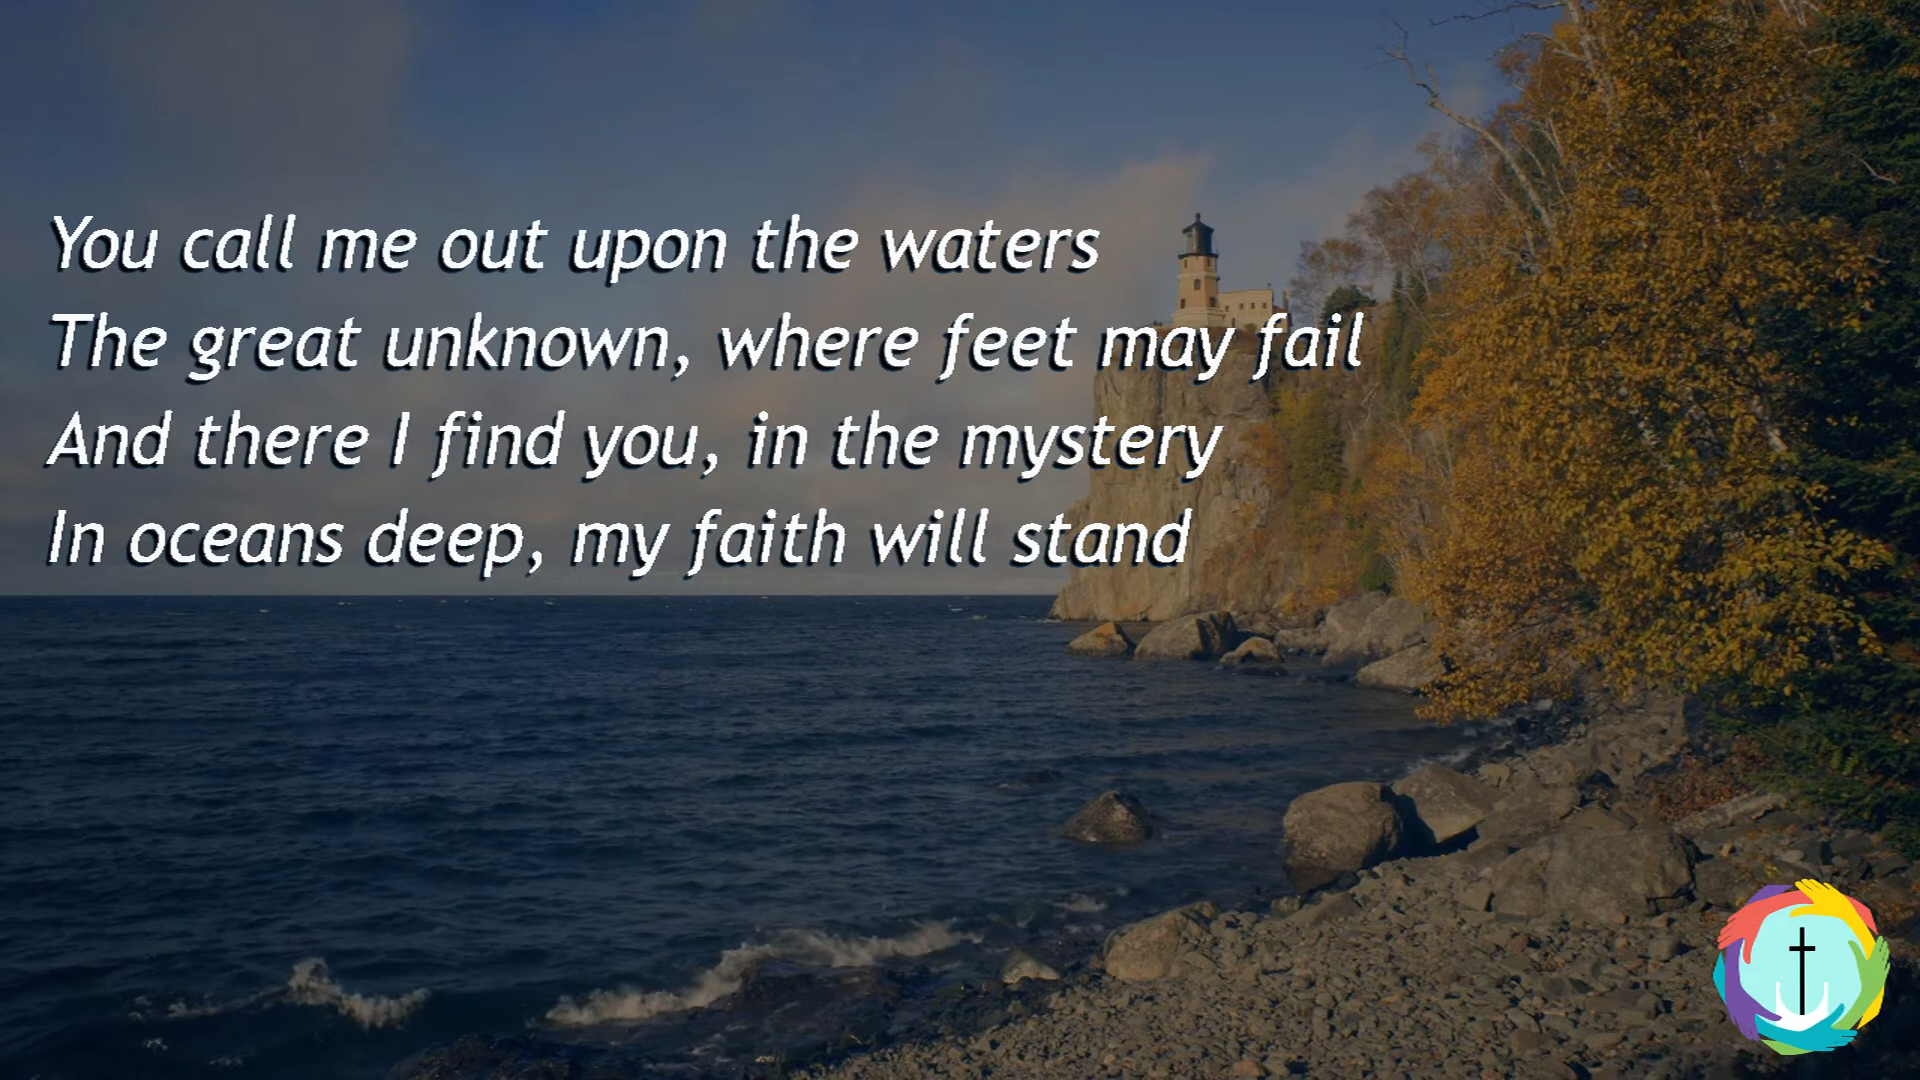 You call me out upon the waters
The great unknown, where feet may fail
And there I find you, in the mystery
In oceans deep, my faith will stand